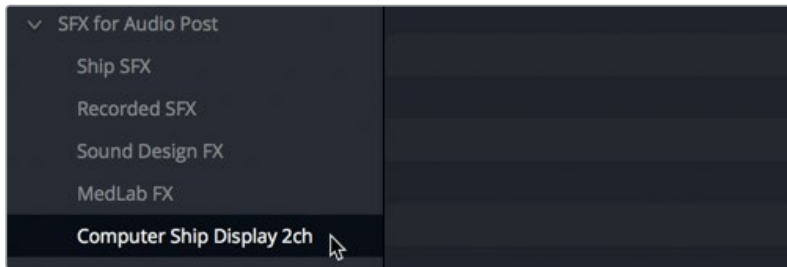 SFX for Audio Post
Ship SFX
Recorded SFX
Sound Design FX
MedLab FX
Computer Ship Display 2ch